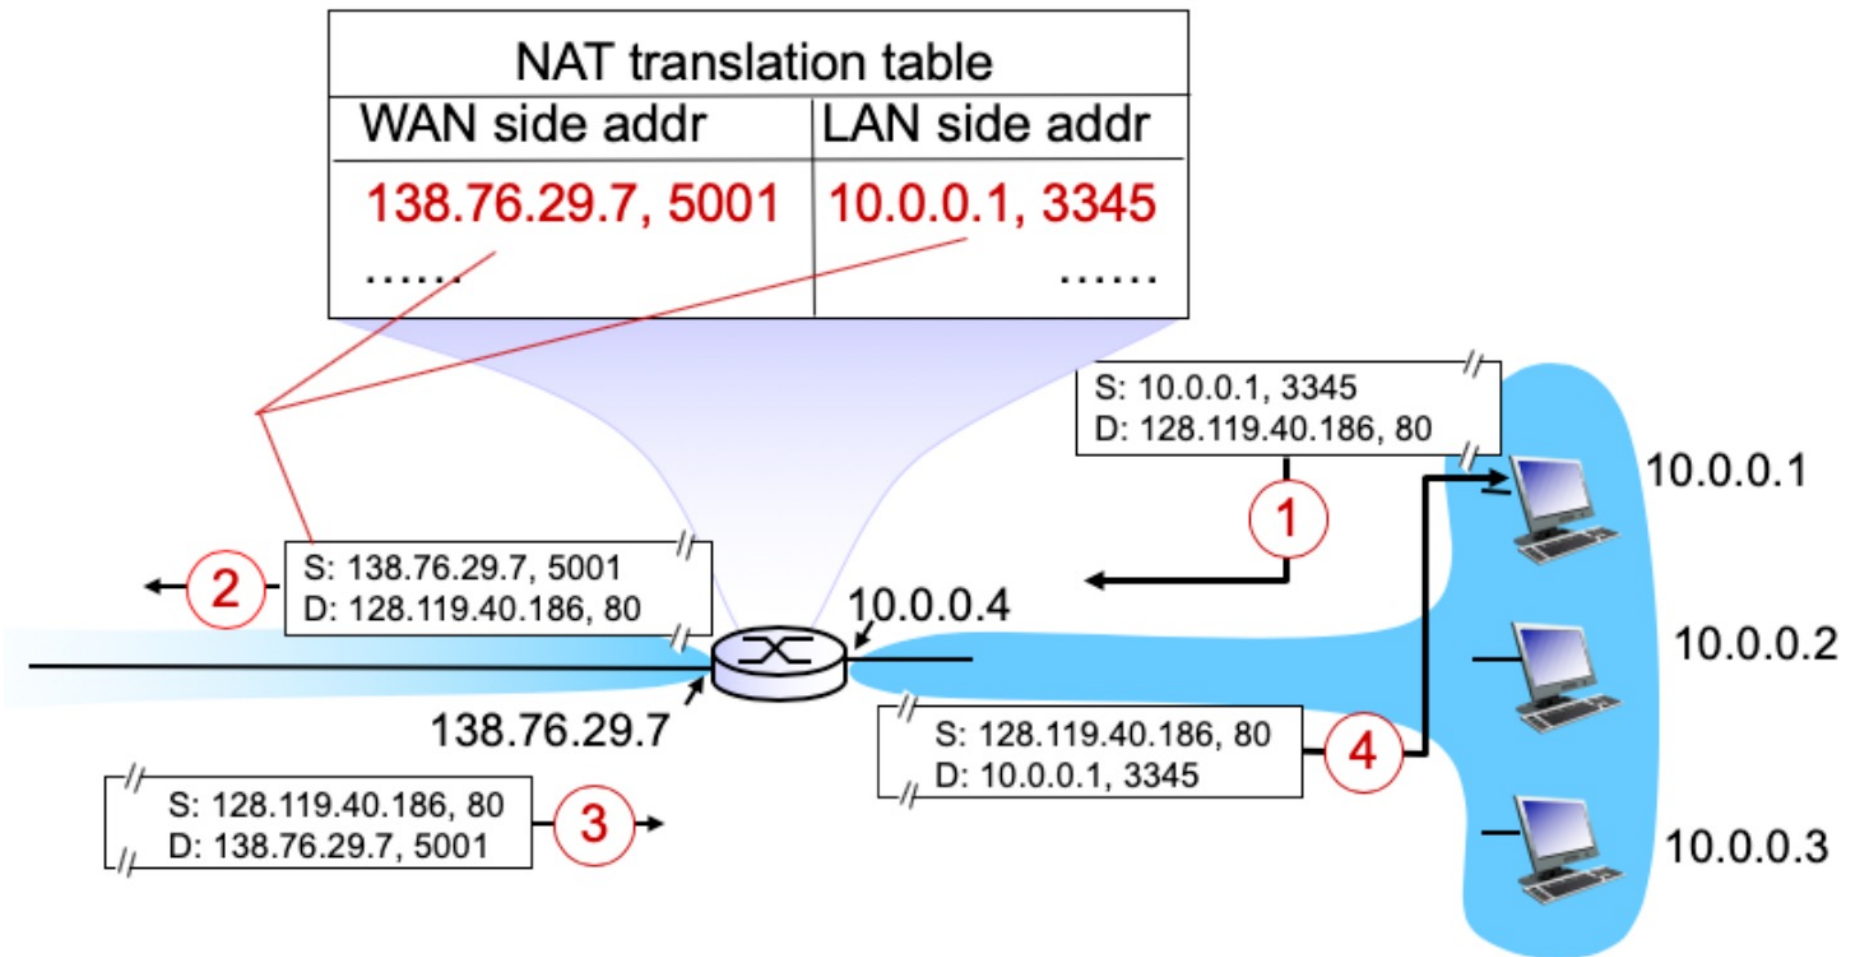 NAT translation table
WAN side addr LAN side addr
138.76.29.7, 5001 10.0.0.1, 3345
...... ......
S: 10.0.0.1, 3345
D: 128.119.40.186, 80
1
10.0.0.1
2
S: 138.76.29.7, 5001
D: 128.119.40.186, 80
10.0.0.4
10.0.0.2
138.76.29.7
S: 128.119.40.186, 80
D: 10.0.0.1, 3345
4
S: 128.119.40.186, 80
D: 138.76.29.7, 5001
3
10.0.0.3